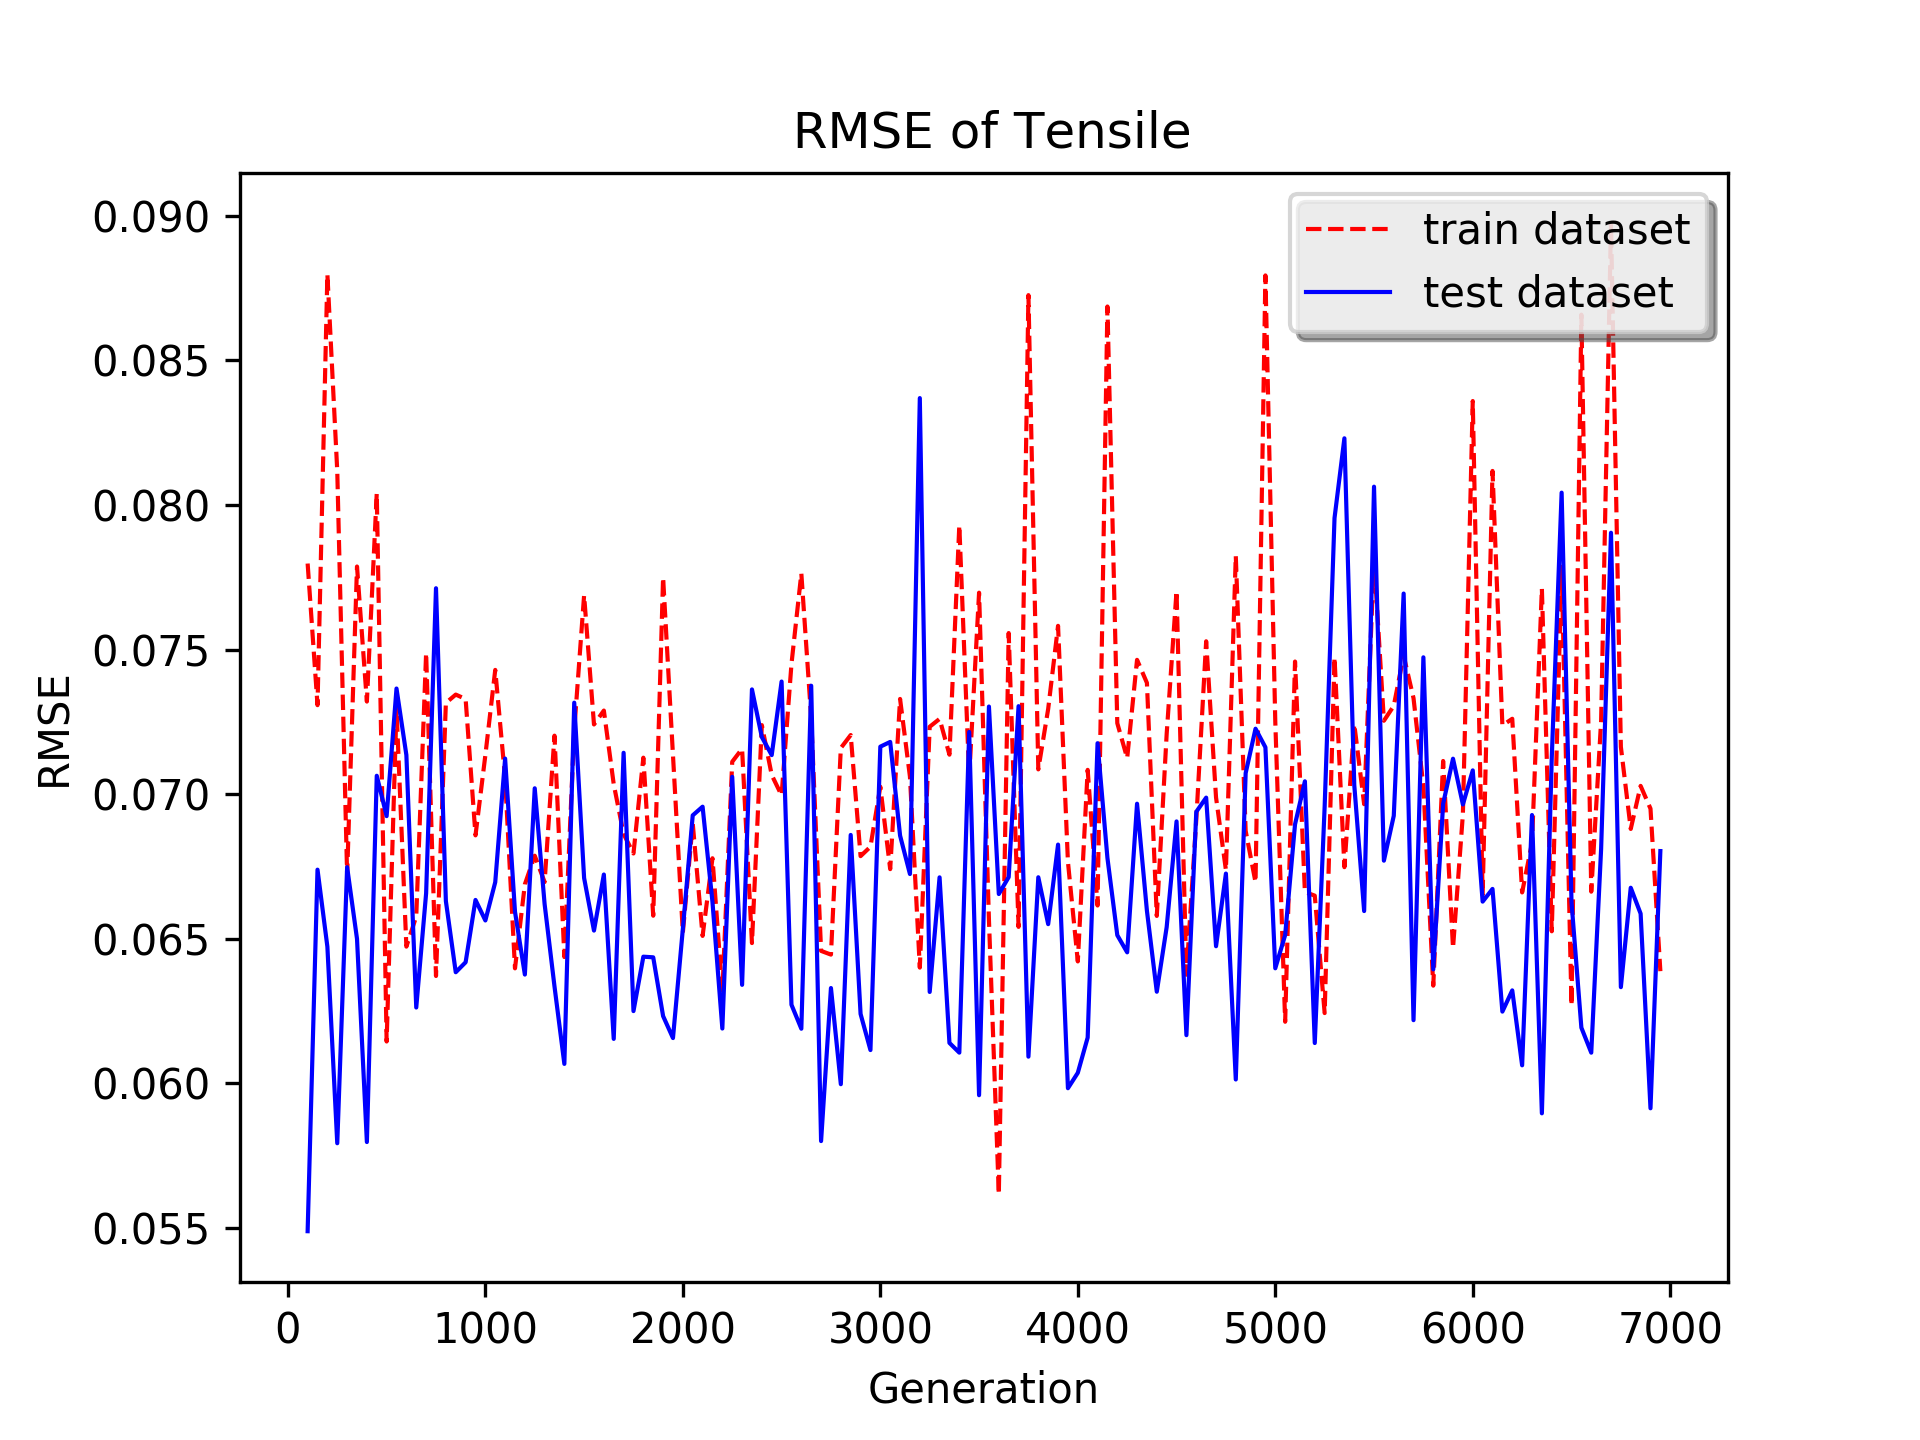 RMSE of Tensile
train dataset
test dataset
RMSE
0.090
0.085
0.080
0.075
0.070
0.065
0.060
0.055
0 1000 2000 3000 4000 5000 6000 7000
Generation